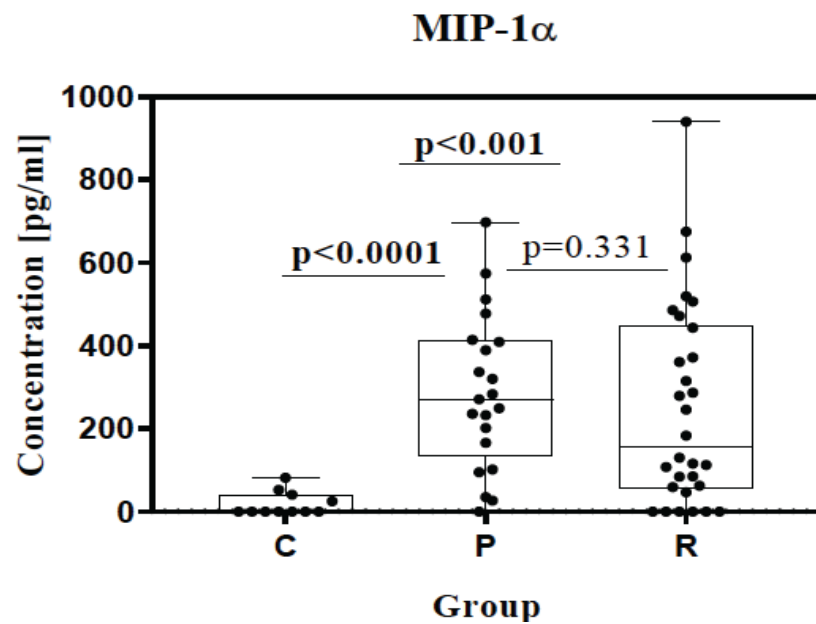 MIP-1α
Concentration [pg/ml]
1000
800
600
400
200
0
p<0.001
p<0.0001
p=0.331
C P R
Group